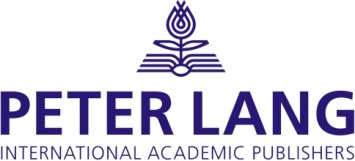 PETER LANG
INTERNATIONAL ACADEMIC PUBLISHERS